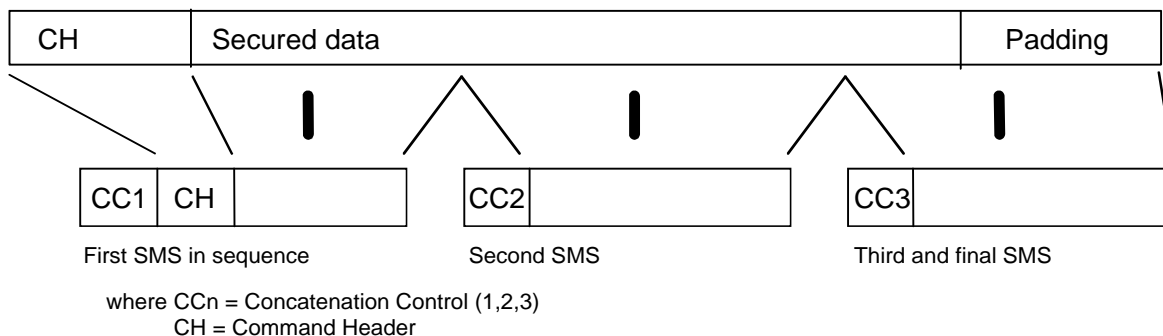 CH Secured data Padding
CC1 CH CC2 CC3
First SMS in sequence Second SMS Third and final SMS
where CCn = Concatenation Control (1,2,3)
CH = Command Header